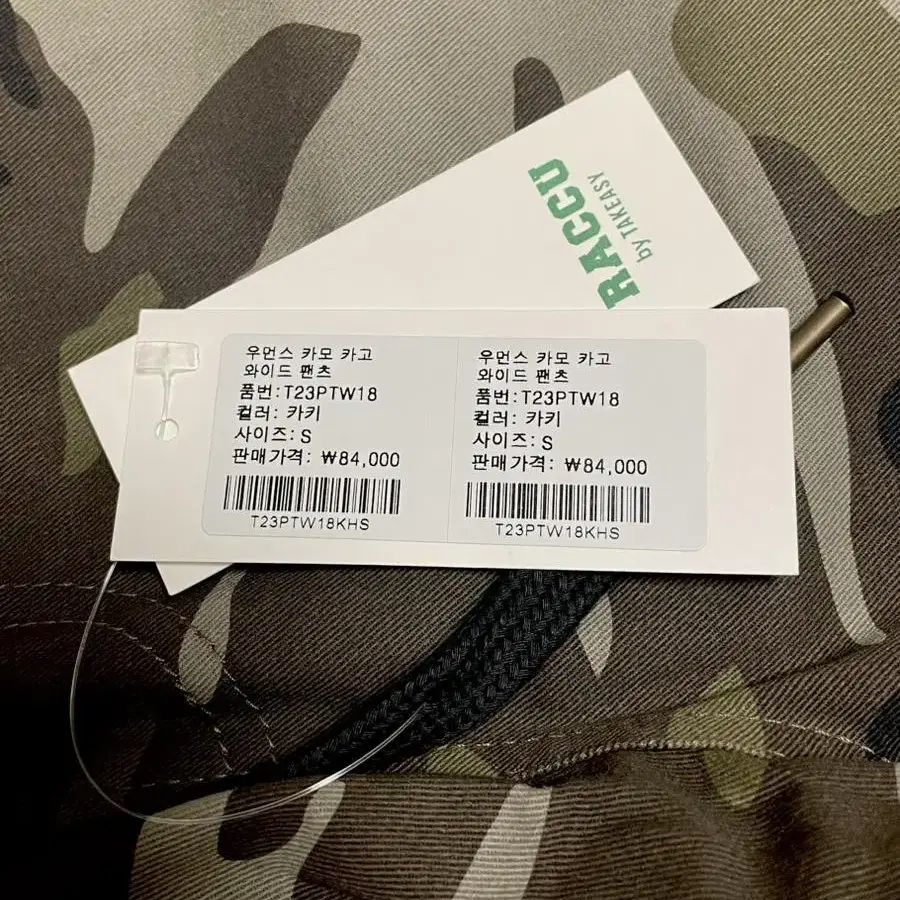 RACCU
by TAKEASY
우먼스 카모 카고
와이드 팬츠
품번:T23PTW18
컬러: 카키
사이즈: S
판매가격: ₩84,000
T23PTW18KHS
우먼스 카모 카고
와이드 팬츠
품번:T23PTW18
컬러: 카키
사이즈: S
판매가격: ₩84,000
T23PTW18KHS